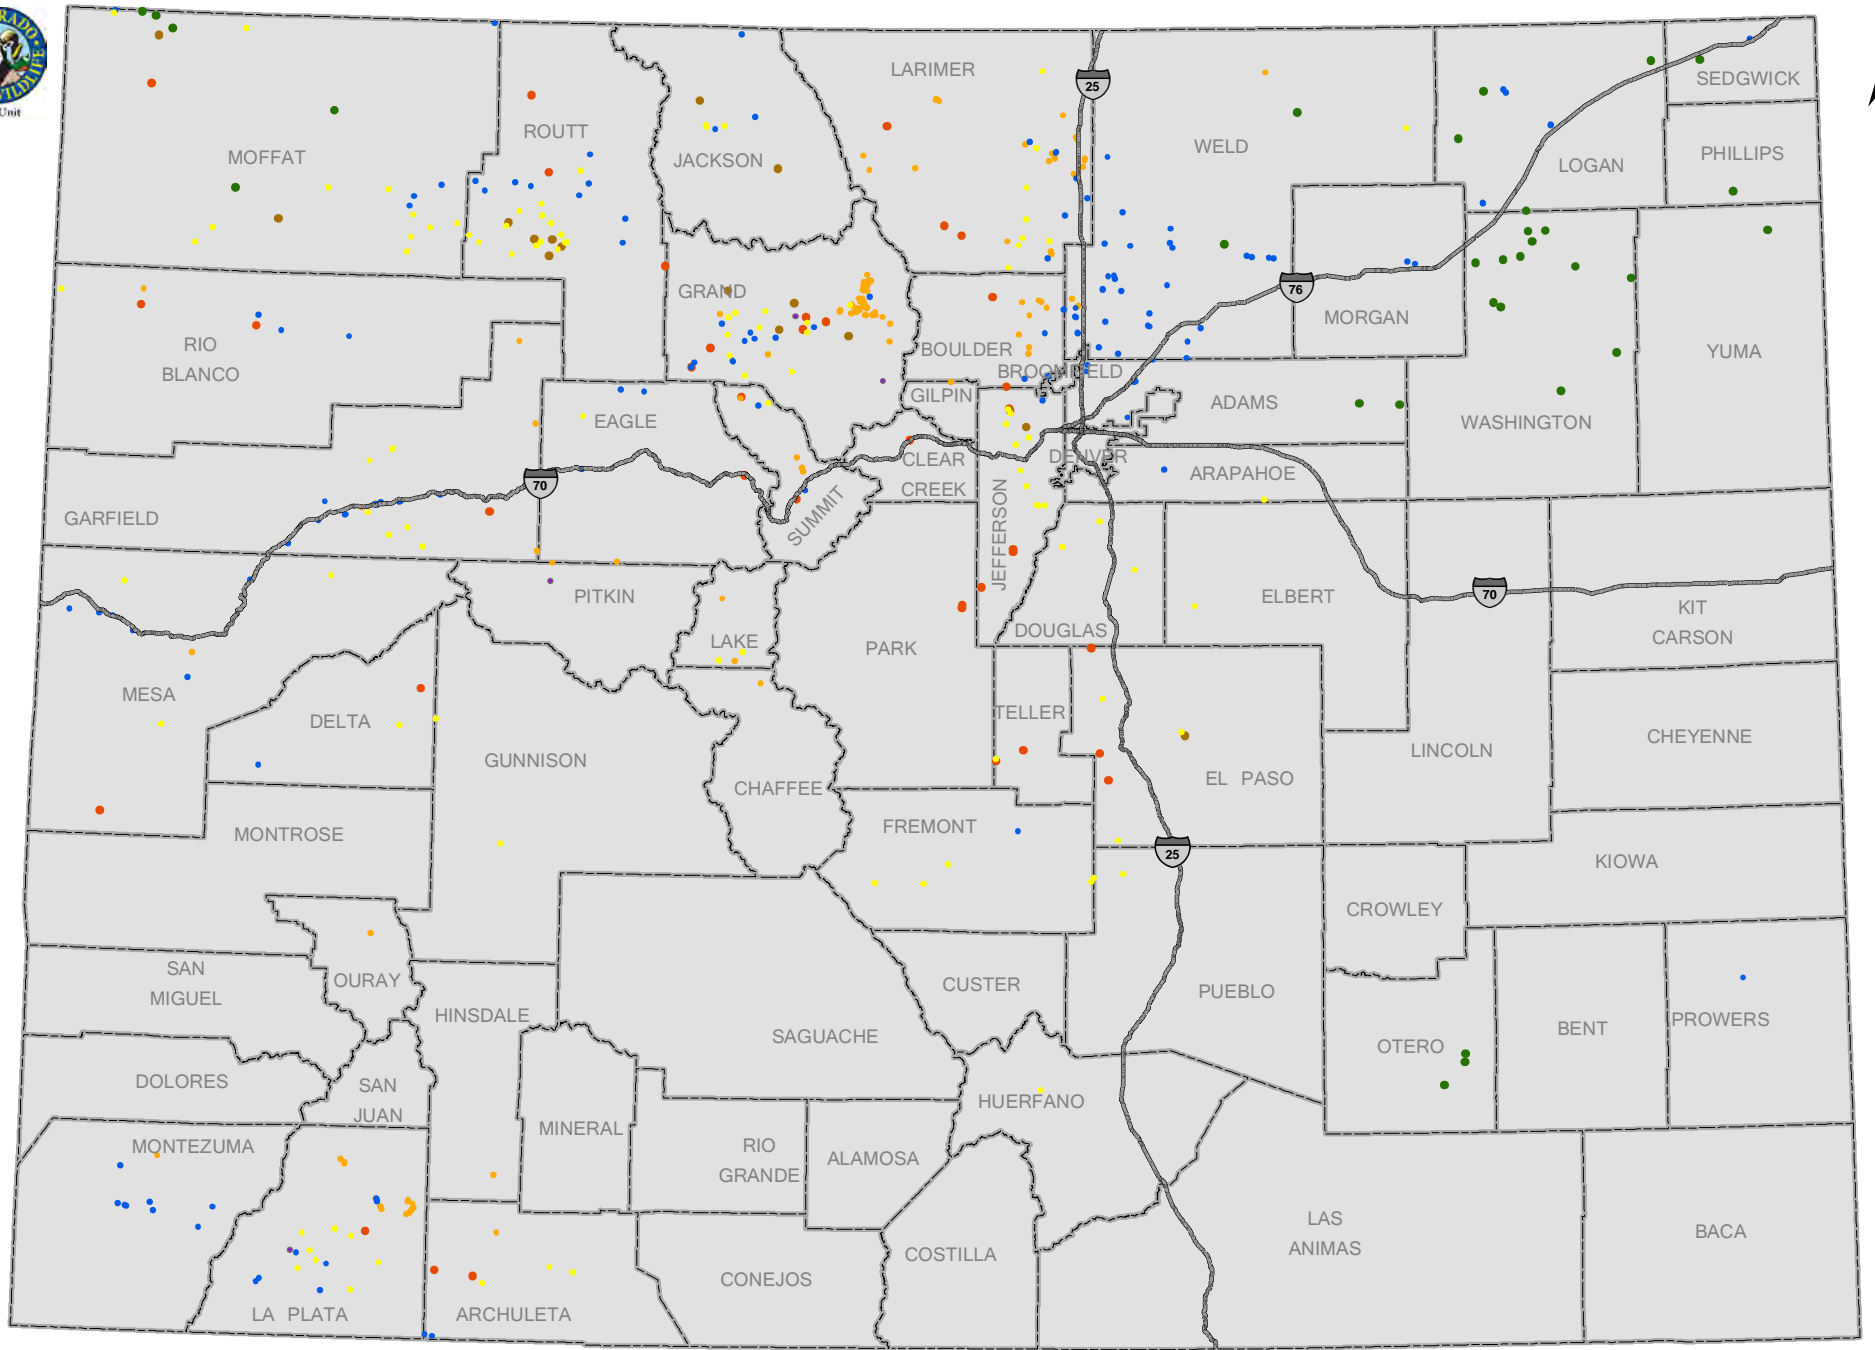 RADO
WILDLIFE
Unit
LARIMER
25
SEDGWICK
ROUTT
MOFFAT
JACKSON
WELD
LOGAN
PHILLIPS
GRAND
76
MORGAN
RIO
BLANCO
BOULDER
YUMA
BROOMFIELD
GILPIN
ADAMS
EAGLE
WASHINGTON
CLEAR
CREEK
DENVER
ARAPAHOE
70
GARFIELD
SUMMIT
JEFFERSON
PITKIN
ELBERT
70
KIT
CARSON
LAKE
DOUGLAS
PARK
MESA
DELTA
TELLER
GUNNISON
LINCOLN
CHEYENNE
CHAFFEE
EL PASO
MONTROSE
FREMONT
25
KIOWA
CROWLEY
SAN
MIGUEL
OURAY
CUSTER
PUEBLO
HINSDALE
SAGUACHE
BENT
PROWERS
OTERO
DOLORES
SAN
JUAN
HUERFANO
MINERAL
MONTEZUMA
RIO
GRANDE
ALAMOSA
LAS
ANIMAS
BACA
COSTILLA
CONEJOS
LA PLATA
ARCHULETA